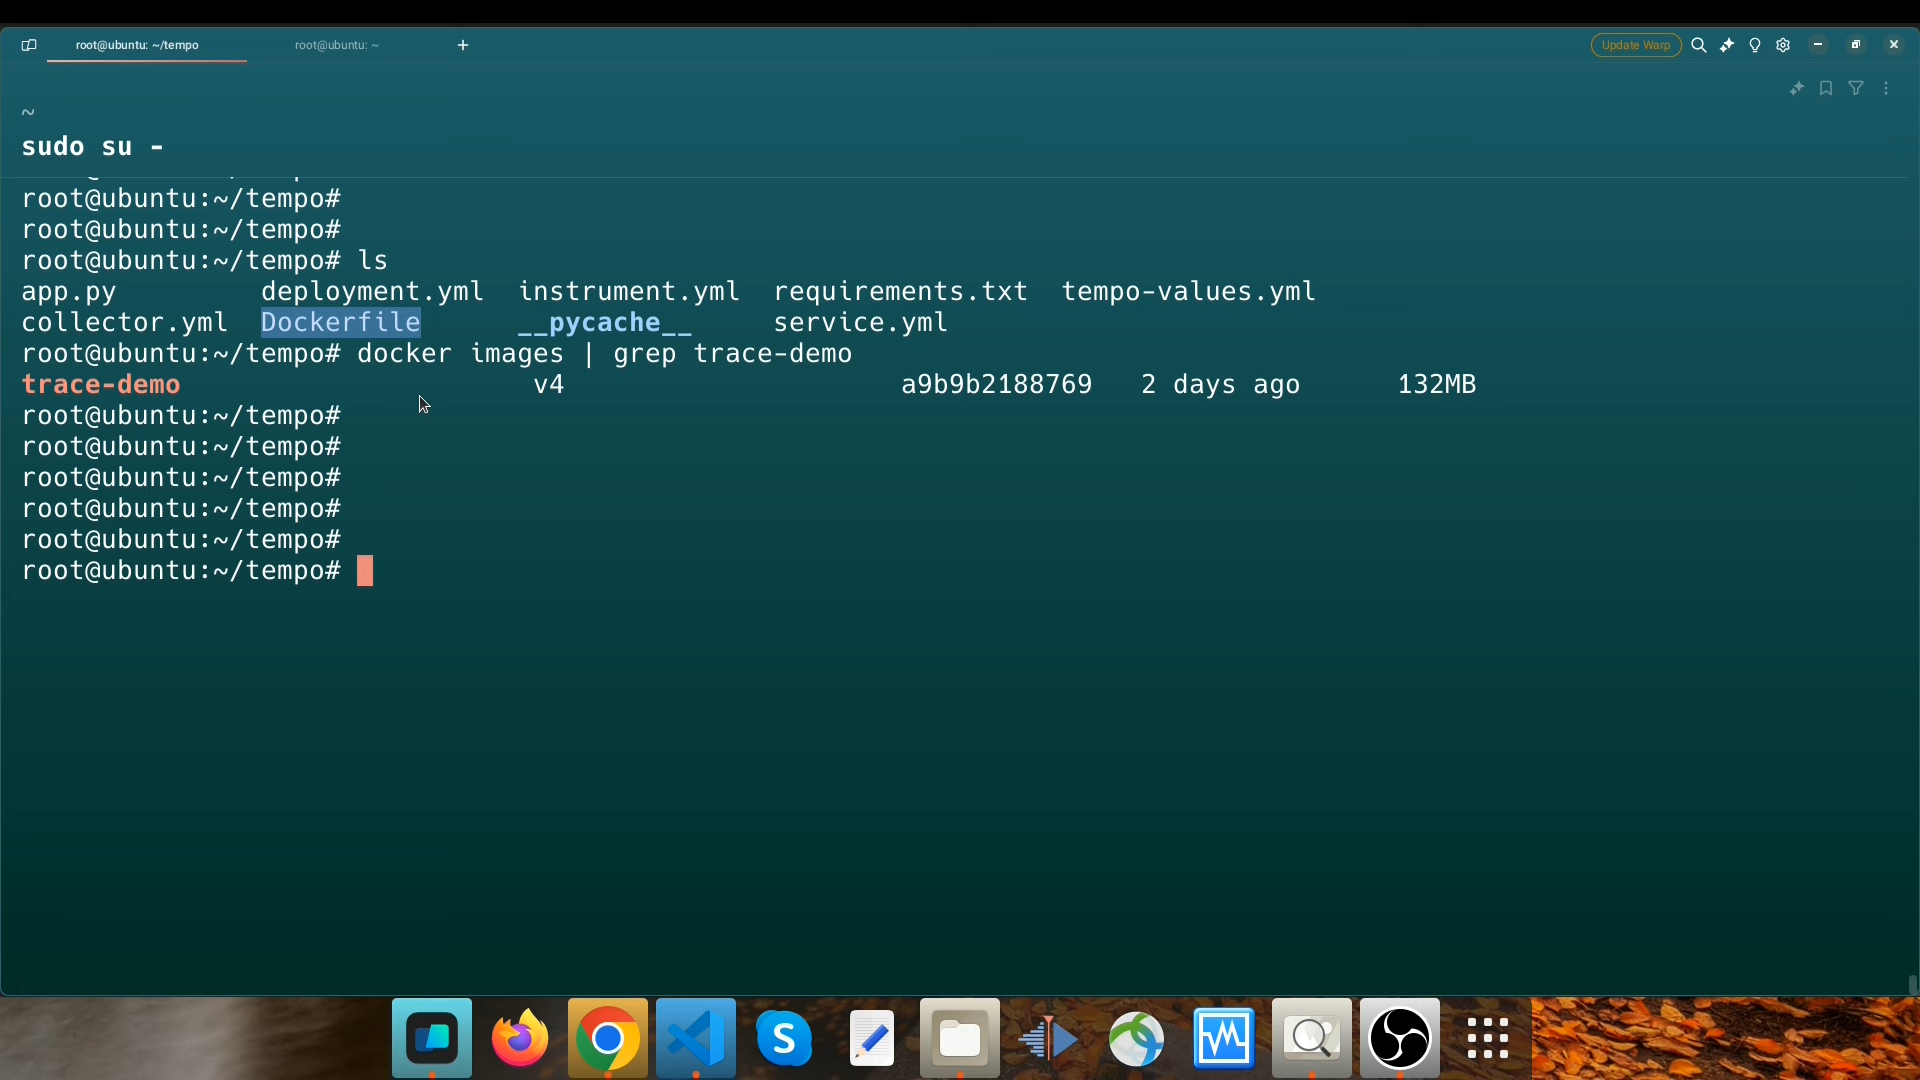 root@ubuntu: ~/tempo
root@ubuntu: ~
+
Update Warp
~
sudo su -
root@ubuntu:~/tempo#
root@ubuntu:~/tempo#
root@ubuntu:~/tempo# ls
app.py deployment.yml instrument.yml requirements.txt tempo-values.yml
collector.yml Dockerfile __pycache__ service.yml
root@ubuntu:~/tempo# docker images | grep trace-demo
trace-demo v4 a9b9b2188769 2 days ago 132MB
root@ubuntu:~/tempo#
root@ubuntu:~/tempo#
root@ubuntu:~/tempo#
root@ubuntu:~/tempo#
root@ubuntu:~/tempo#
root@ubuntu:~/tempo#
S